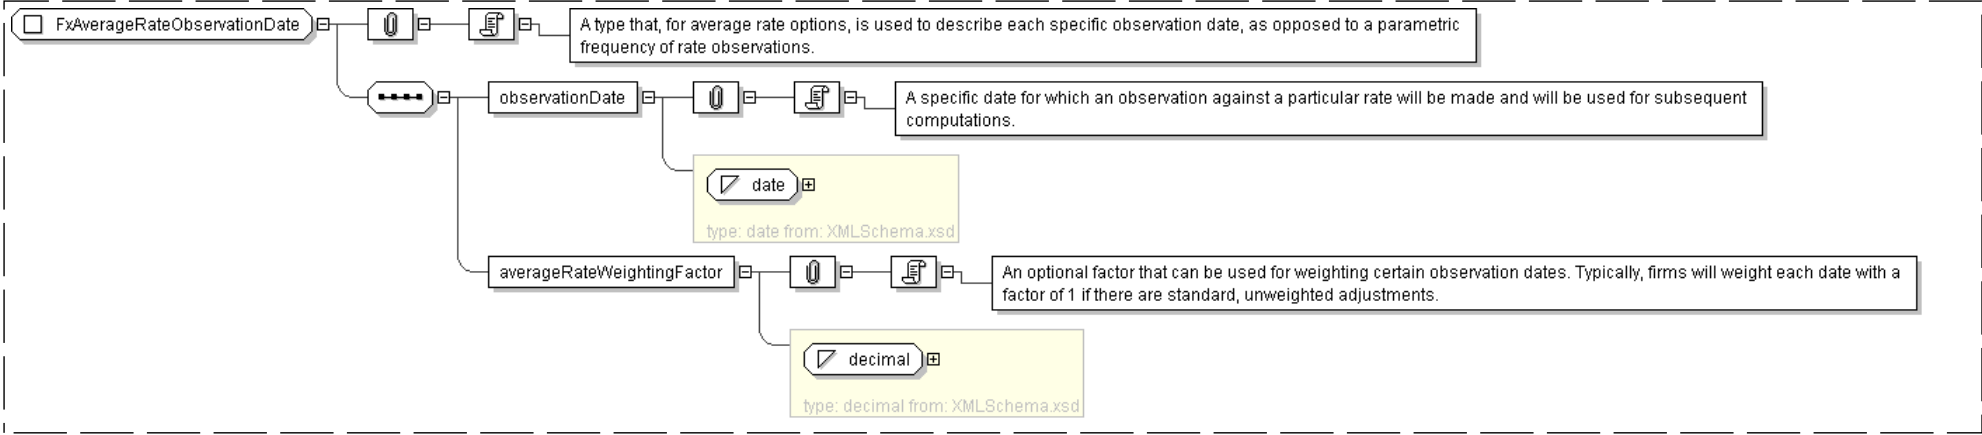 FxAverageRateObservationDate
A type that, for average rate options, is used to describe each specific observation date, as opposed to a parametric
frequency of rate observations.
observationDate
A specific date for which an observation against a particular rate will be made and will be used for subsequent
computations.
date
type: date from: XMLSchema.xsd
averageRateWeightingFactor
An optional factor that can be used for weighting certain observation dates. Typically, firms will weight each date with a
factor of 1 if there are standard, unweighted adjustments.
decimal
type: decimal from: XMLSchema.xsd